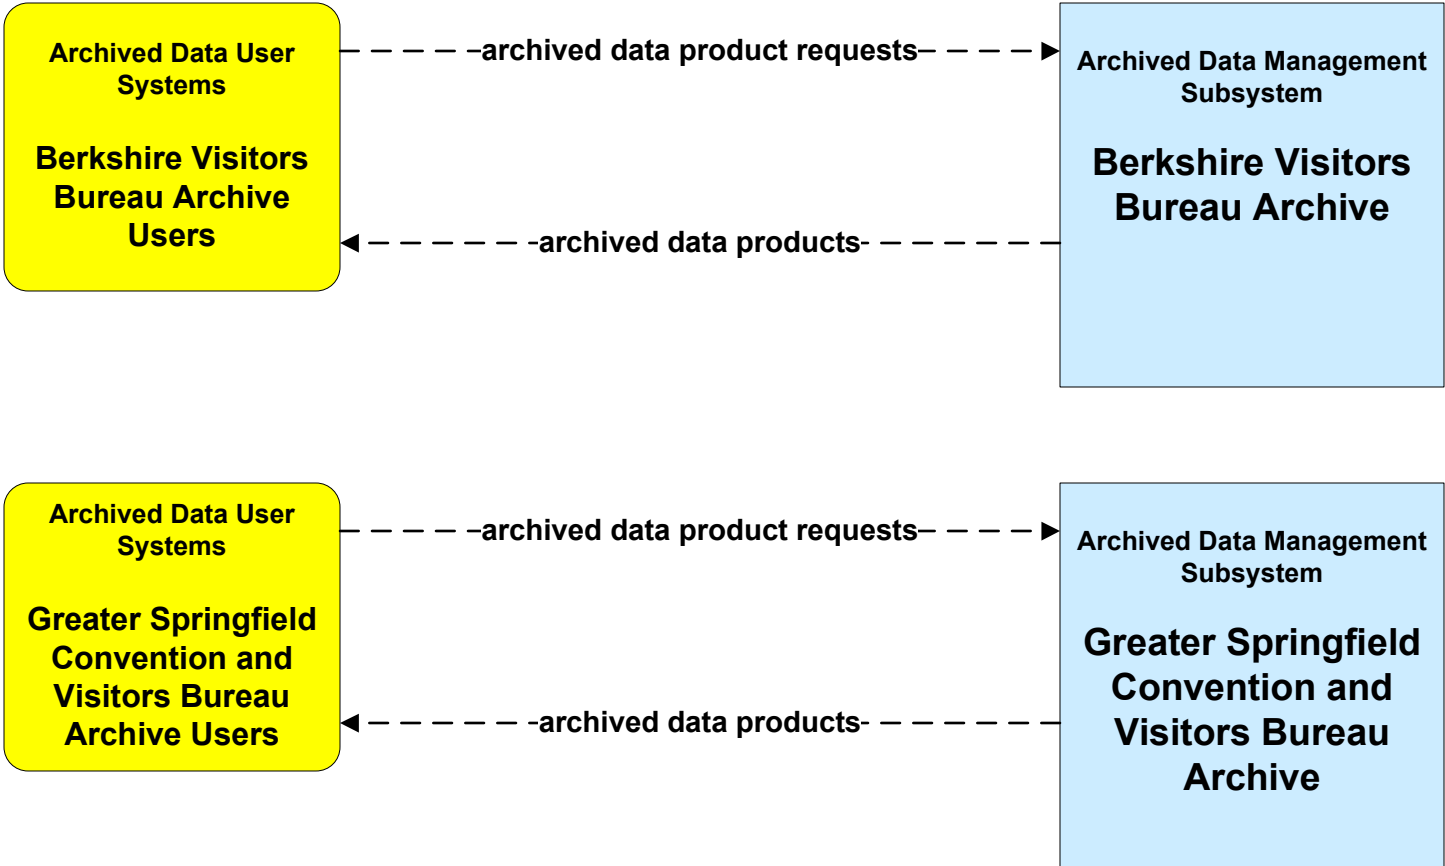 Archived Data User
Systems
Berkshire Visitors
Bureau Archive
Users
archived data product requests
archived data products
Archived Data Management
Subsystem
Berkshire Visitors
Bureau Archive
Archived Data User
Systems
Greater Springfield
Convention and
Visitors Bureau
Archive Users
archived data product requests
archived data products
Archived Data Management
Subsystem
Greater Springfield
Convention and
Visitors Bureau
Archive